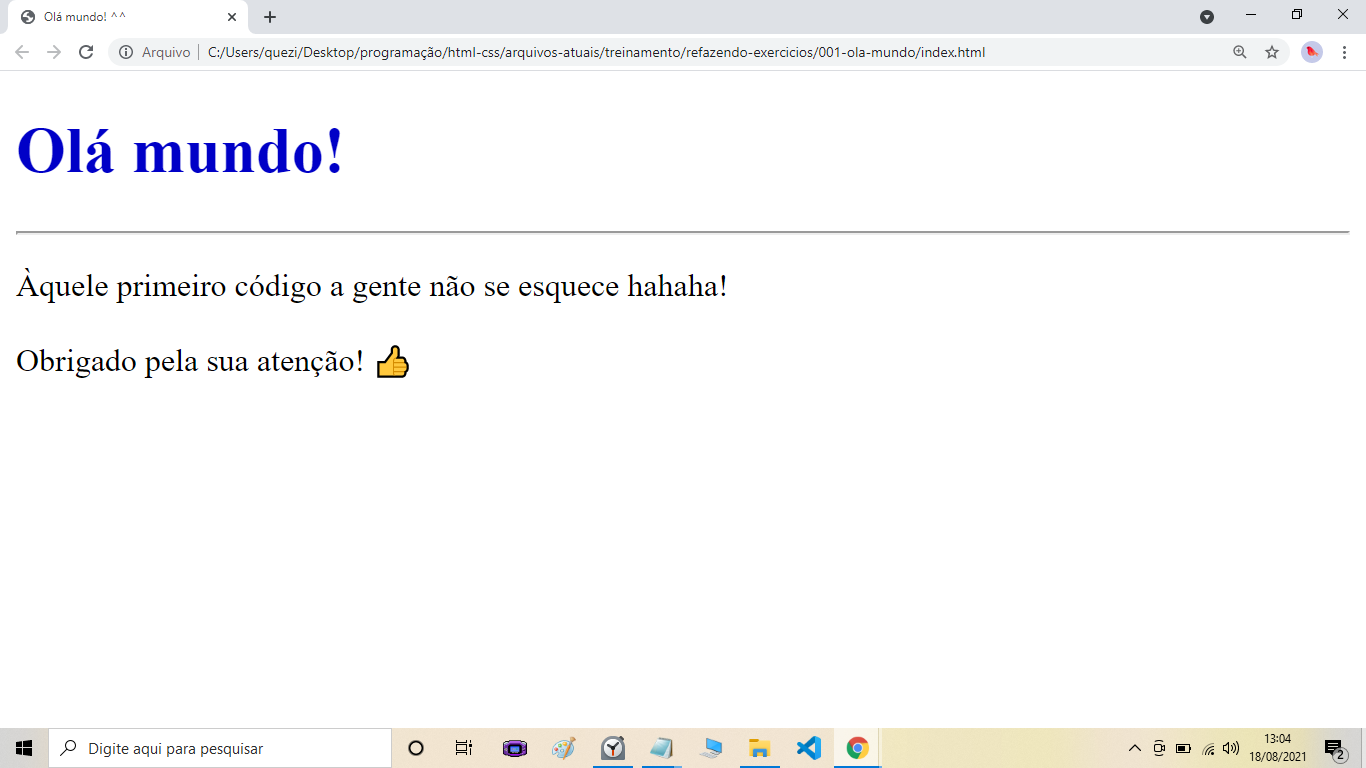 Olá mundo! ^^
Arquivo C:/Users/quezi/Desktop/programação/html-css/arquivos-atuais/treinamento/refazendo-exercicios/001-ola-mundo/index.html
Olá mundo!
Àquele primeiro código a gente não se esquece hahaha!
Obrigado pela sua atenção! 👍
Digite aqui para pesquisar
13:04
18/08/2021
2